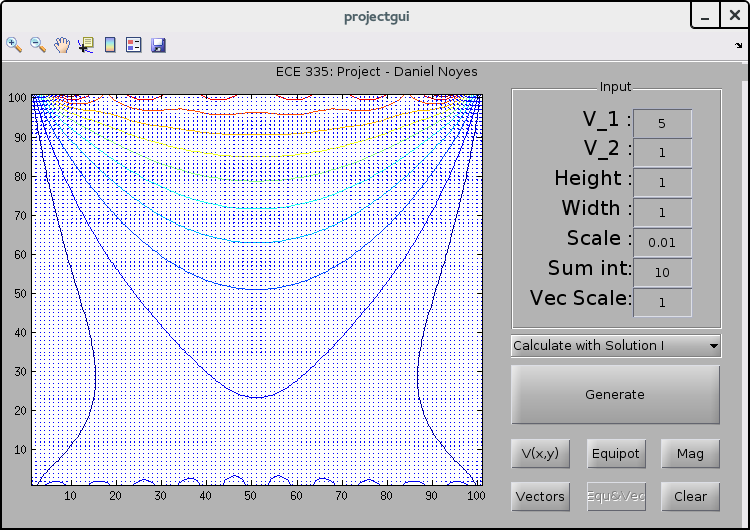 projectgui
ECE 335: Project - Daniel Noyes
100
90
80
70
60
50
40
30
20
10
10 20 30 40 50 60 70 80 90 100
Input
V_1 : 5
V_2 : 1
Height : 1
Width : 1
Scale : 0.01
Sum int: 10
Vec Scale: 1
Calculate with Solution I
Generate
V(x,y) Equipot Mag
Vectors Equ&Vec Clear